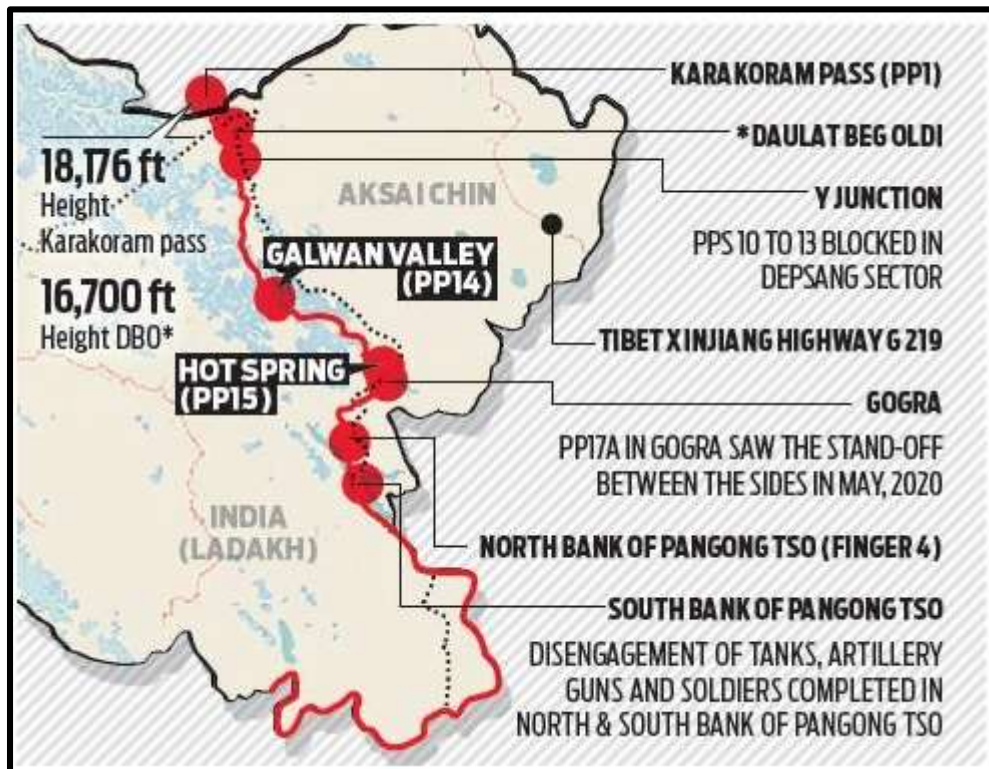 KARAKORAM PASS (PP1)
*DAULAT BEG OLDI
18,176 ft
Height
Karakoram pass
16,700 ft
Height DBO*
AKSAI CHIN
Y JUNCTION
PPS 10 TO 13 BLOCKED IN
DEPSANG SECTOR
GALWAN VALLEY
(PP14)
TIBET XINJIANG HIGHWAY G 219
HOT SPRING
(PP15)
GOGRA
PP17A IN GOGRA SAW THE STAND-OFF
BETWEEN THE SIDES IN MAY, 2020
INDIA
(LADAKH)
NORTH BANK OF PANGONG TSO (FINGER 4)
SOUTH BANK OF PANGONG TSO
DISENGAGEMENT OF TANKS, ARTILLERY
GUNS AND SOLDIERS COMPLETED IN
NORTH & SOUTH BANK OF PANGONG TSO